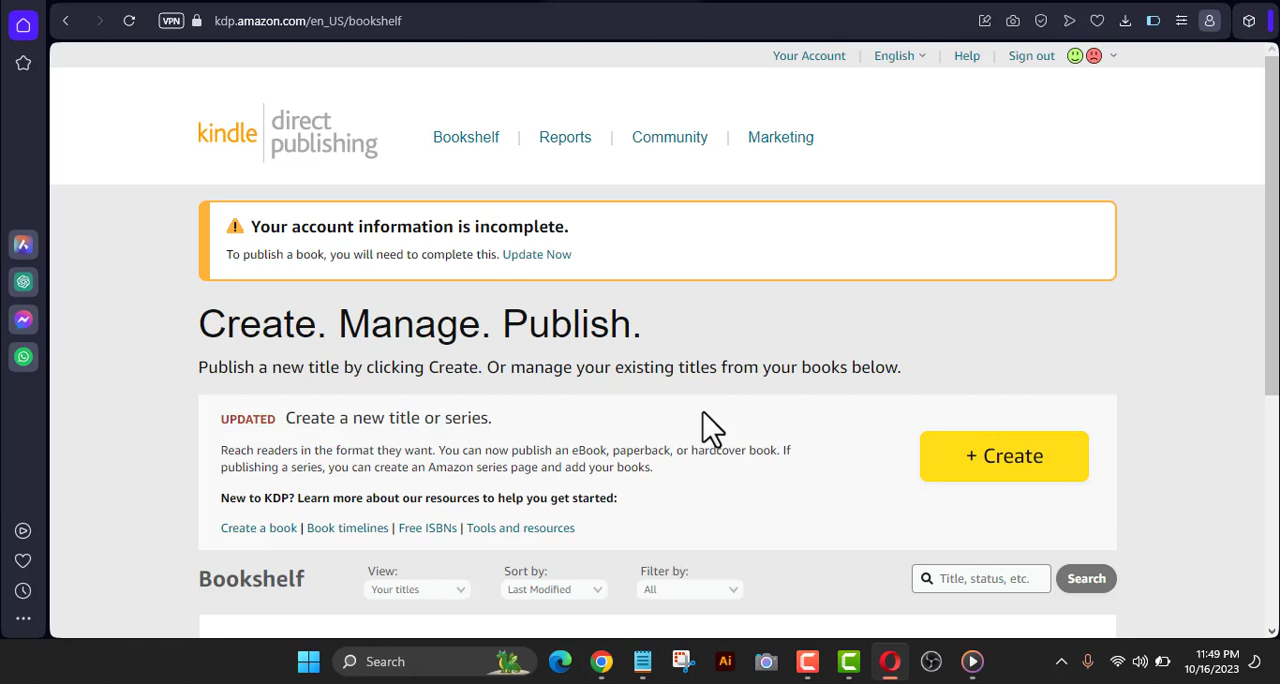 VPN kdp.amazon.com/en_US/bookshelf
Your Account | English | Help | Sign out
kindle direct publishing
Bookshelf | Reports | Community | Marketing
Your account information is incomplete.
To publish a book, you will need to complete this. Update Now
Create. Manage. Publish.
Publish a new title by clicking Create. Or manage your existing titles from your books below.
UPDATED Create a new title or series.
Reach readers in the format they want. You can now publish an eBook, paperback, or hardcover book. If
publishing a series, you can create an Amazon series page and add your books.
+ Create
New to KDP? Learn more about our resources to help you get started:
Create a book | Book timelines | Free ISBNs | Tools and resources
Bookshelf
View:
Your titles
Sort by:
Last Modified
Filter by:
All
Title, status, etc.
Search
Search
Ai
11:49 PM
10/16/2023